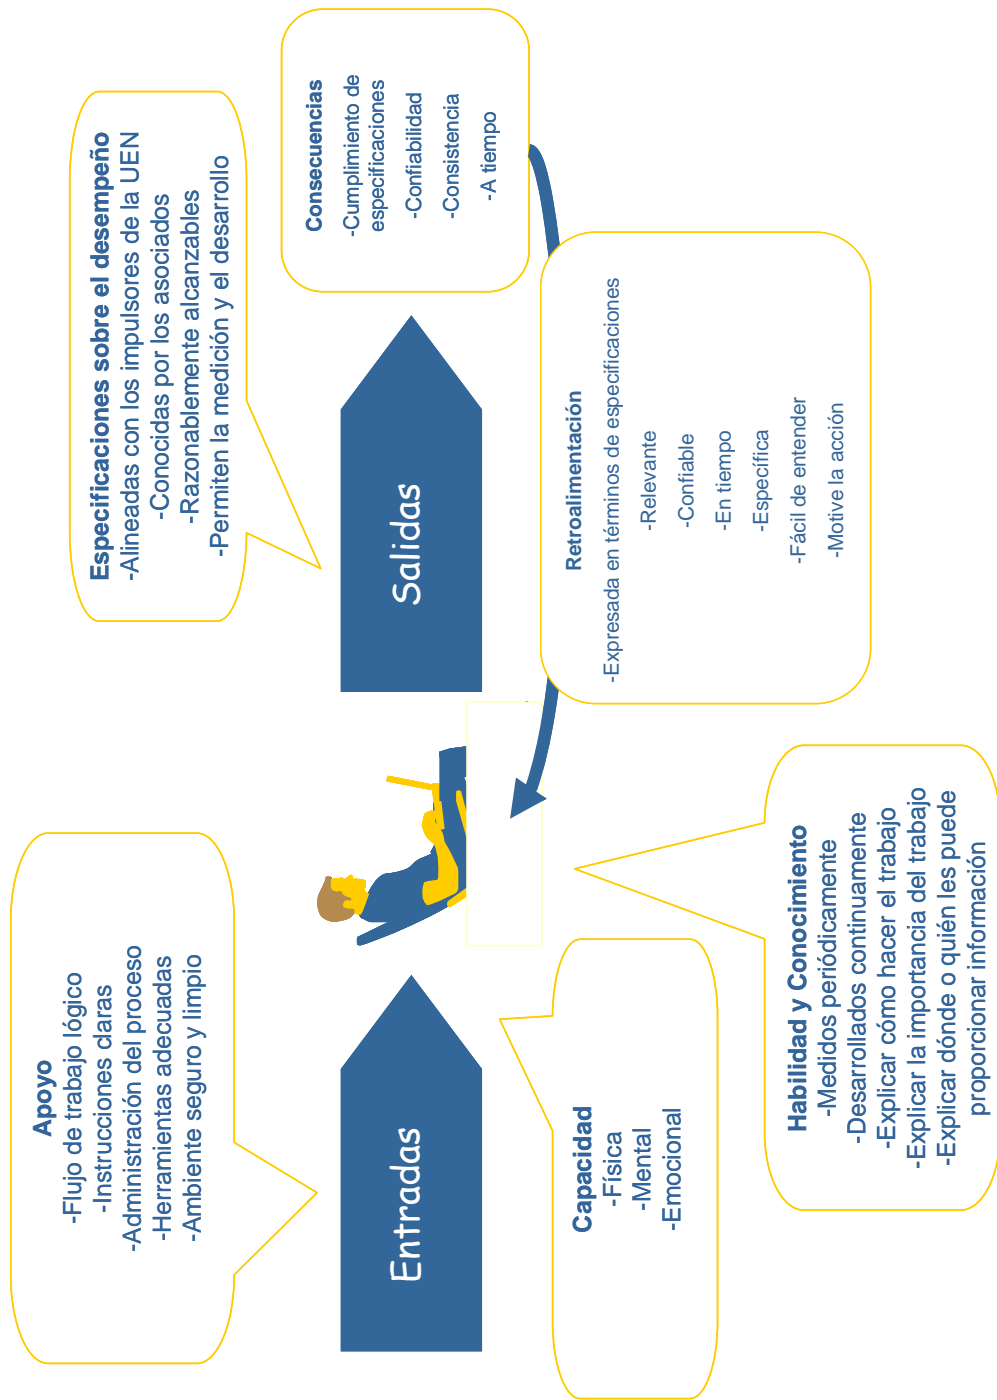 Apoyo
-Flujo de trabajo lógico
-Instrucciones claras
-Administración del proceso
-Herramientas adecuadas
-Ambiente seguro y limpio
Especificaciones sobre el desempeño
-Alineadas con los impulsores de la UEN
-Conocidas por los asociados
-Razonablemente alcanzables
-Permiten la medición y el desarrollo
Entradas
Salidas
Consecuencias
-Cumplimiento de
especificaciones
-Confiabilidad
-Consistencia
-A tiempo
Capacidad
-Física
-Mental
-Emocional
Habilidad y Conocimiento
-Medidos periódicamente
-Desarrollados continuamente
-Explicar cómo hacer el trabajo
-Explicar la importancia del trabajo
-Explicar dónde o quién les puede
proporcionar información
Retroalimentación
-Expresada en términos de especificaciones
-Relevante
-Confiable
-En tiempo
-Específica
-Fácil de entender
-Motive la acción